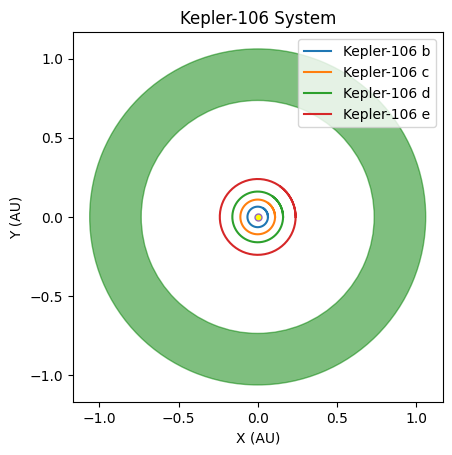 Kepler-106 System
Kepler-106 b
Kepler-106 c
Kepler-106 d
Kepler-106 e
1.0
0.5
0.0
−0.5
−1.0
Y (AU)
−1.0 −0.5 0.0 0.5 1.0
X (AU)